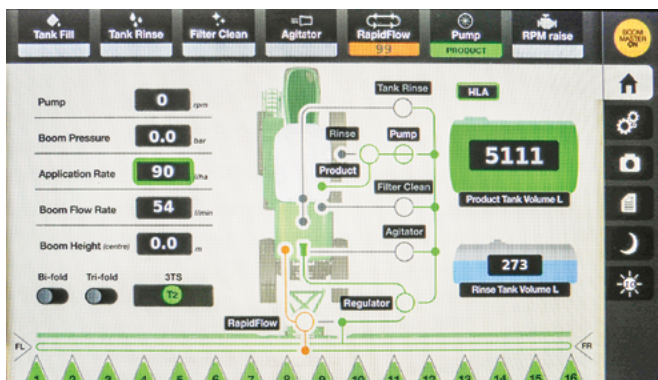 Tank Fill
Tank Rinse
Filter Clean
Agitator
RapidFlow
99
Pump
PRODUCT
RPM raise
BOOM
MASTER
ON
Pump 0 rpm
Boom Pressure 0.0 bar
Application Rate 90 l/ha
Boom Flow Rate 54 l/min
Boom Height (centre) 0.0 m
Bi-fold
Tri-fold
3TS
T2
Tank Rinse
Rinse
Pump
Product
Filter Clean
Agitator
Regulator
RapidFlow
HLA
5111
Product Tank Volume L
273
Rinse Tank Volume L
FL
FR
1 2 3 4 5 6 7 8 9 10 11 12 13 14 15 16